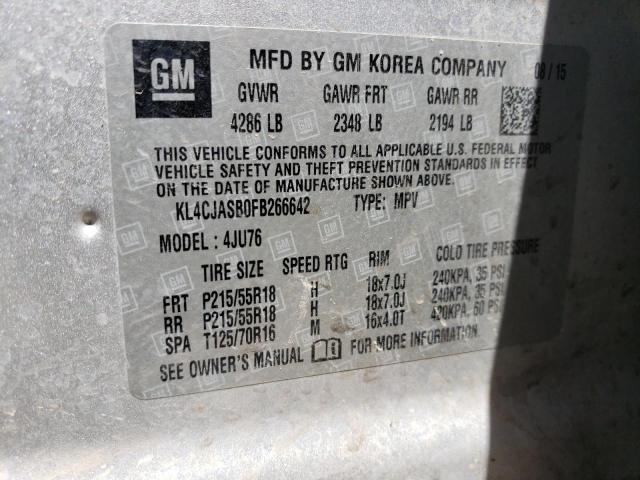 GM
MFD BY GM KOREA COMPANY 08/15
GVWR GAWR FRT GAWR RR
4286 LB 2348 LB 2194 LB
THIS VEHICLE CONFORMS TO ALL APPLICABLE U.S. FEDERAL MOTOR
VEHICLE SAFETY AND THEFT PREVENTION STANDARDS IN EFFECT
ON THE DATE OF MANUFACTURE SHOWN ABOVE.
KL4CJASB0FB266642 TYPE: MPV
MODEL: 4JU76
TIRE SIZE SPEED RTG RIM COLD TIRE PRESSURE
FRT P215/55R18 H 18x7.0J 240KPA, 35 PSI
RR P215/55R18 H 18x7.0J 240KPA, 35 PSI
SPA T125/70R16 M 16x4.0T 420KPA, 60 PSI
SEE OWNER'S MANUAL FOR MORE INFORMATION